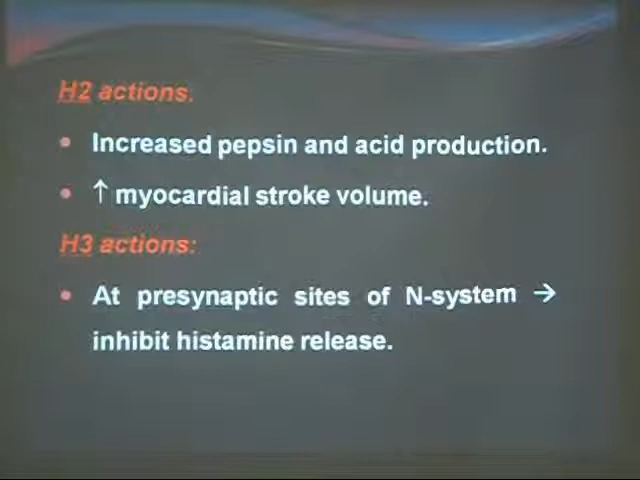 H2 actions.
• Increased pepsin and acid production.
• ↑ myocardial stroke volume.
H3 actions:
• At presynaptic sites of N-system →
inhibit histamine release.